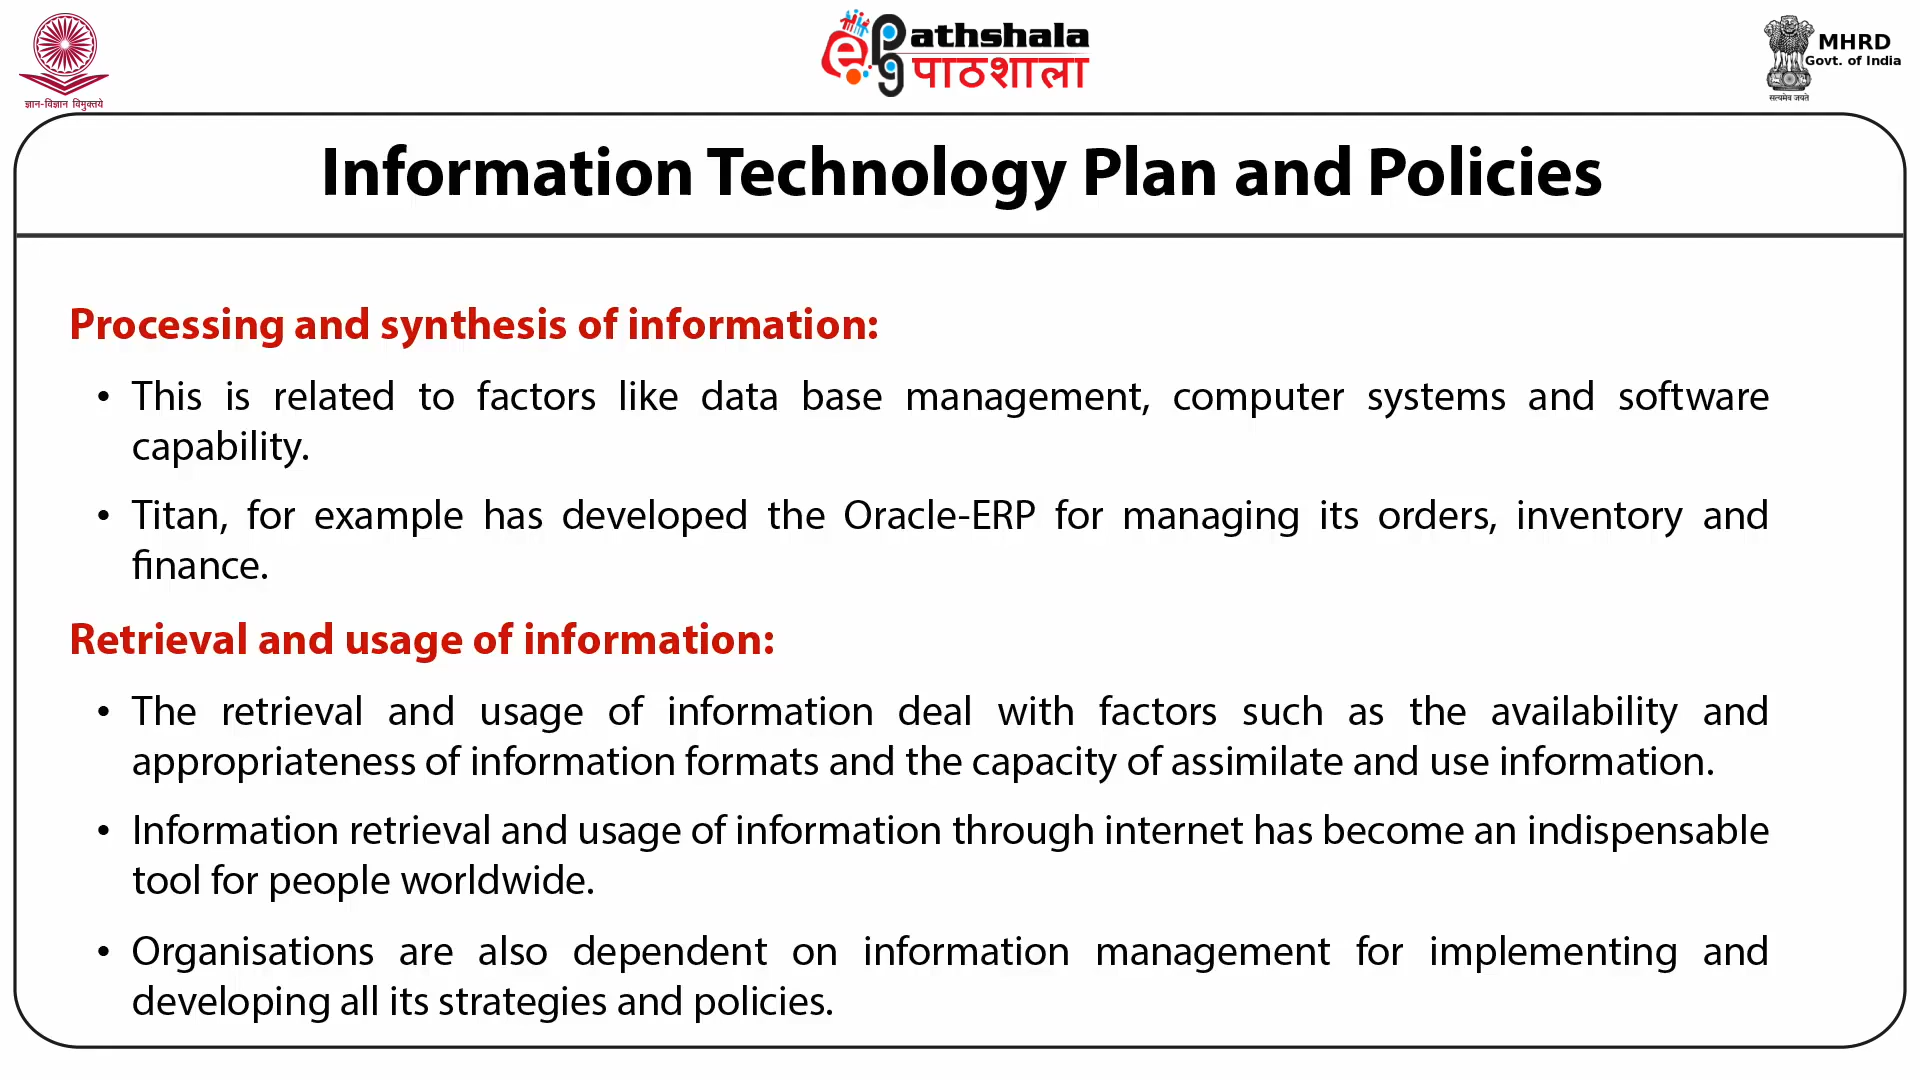 ज्ञान-विज्ञान विमुक्तये
ePathshala
पाठशाला
MHRD
Govt. of India
सत्यमेव जयते
Information Technology Plan and Policies
Processing and synthesis of information:
• This is related to factors like data base management, computer systems and software
capability.
• Titan, for example has developed the Oracle-ERP for managing its orders, inventory and
finance.
Retrieval and usage of information:
• The retrieval and usage of information deal with factors such as the availability and
appropriateness of information formats and the capacity of assimilate and use information.
• Information retrieval and usage of information through internet has become an indispensable
tool for people worldwide.
• Organisations are also dependent on information management for implementing and
developing all its strategies and policies.